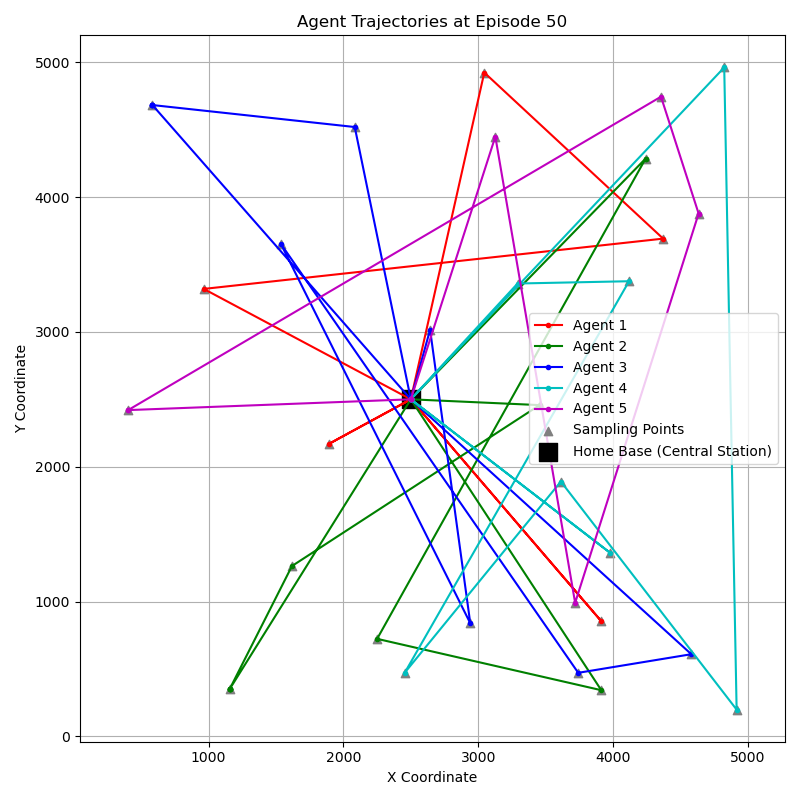 Agent Trajectories at Episode 50
Y Coordinate
5000
4000
3000
2000
1000
0
Agent 1
Agent 2
Agent 3
Agent 4
Agent 5
Sampling Points
Home Base (Central Station)
1000 2000 3000 4000 5000
X Coordinate